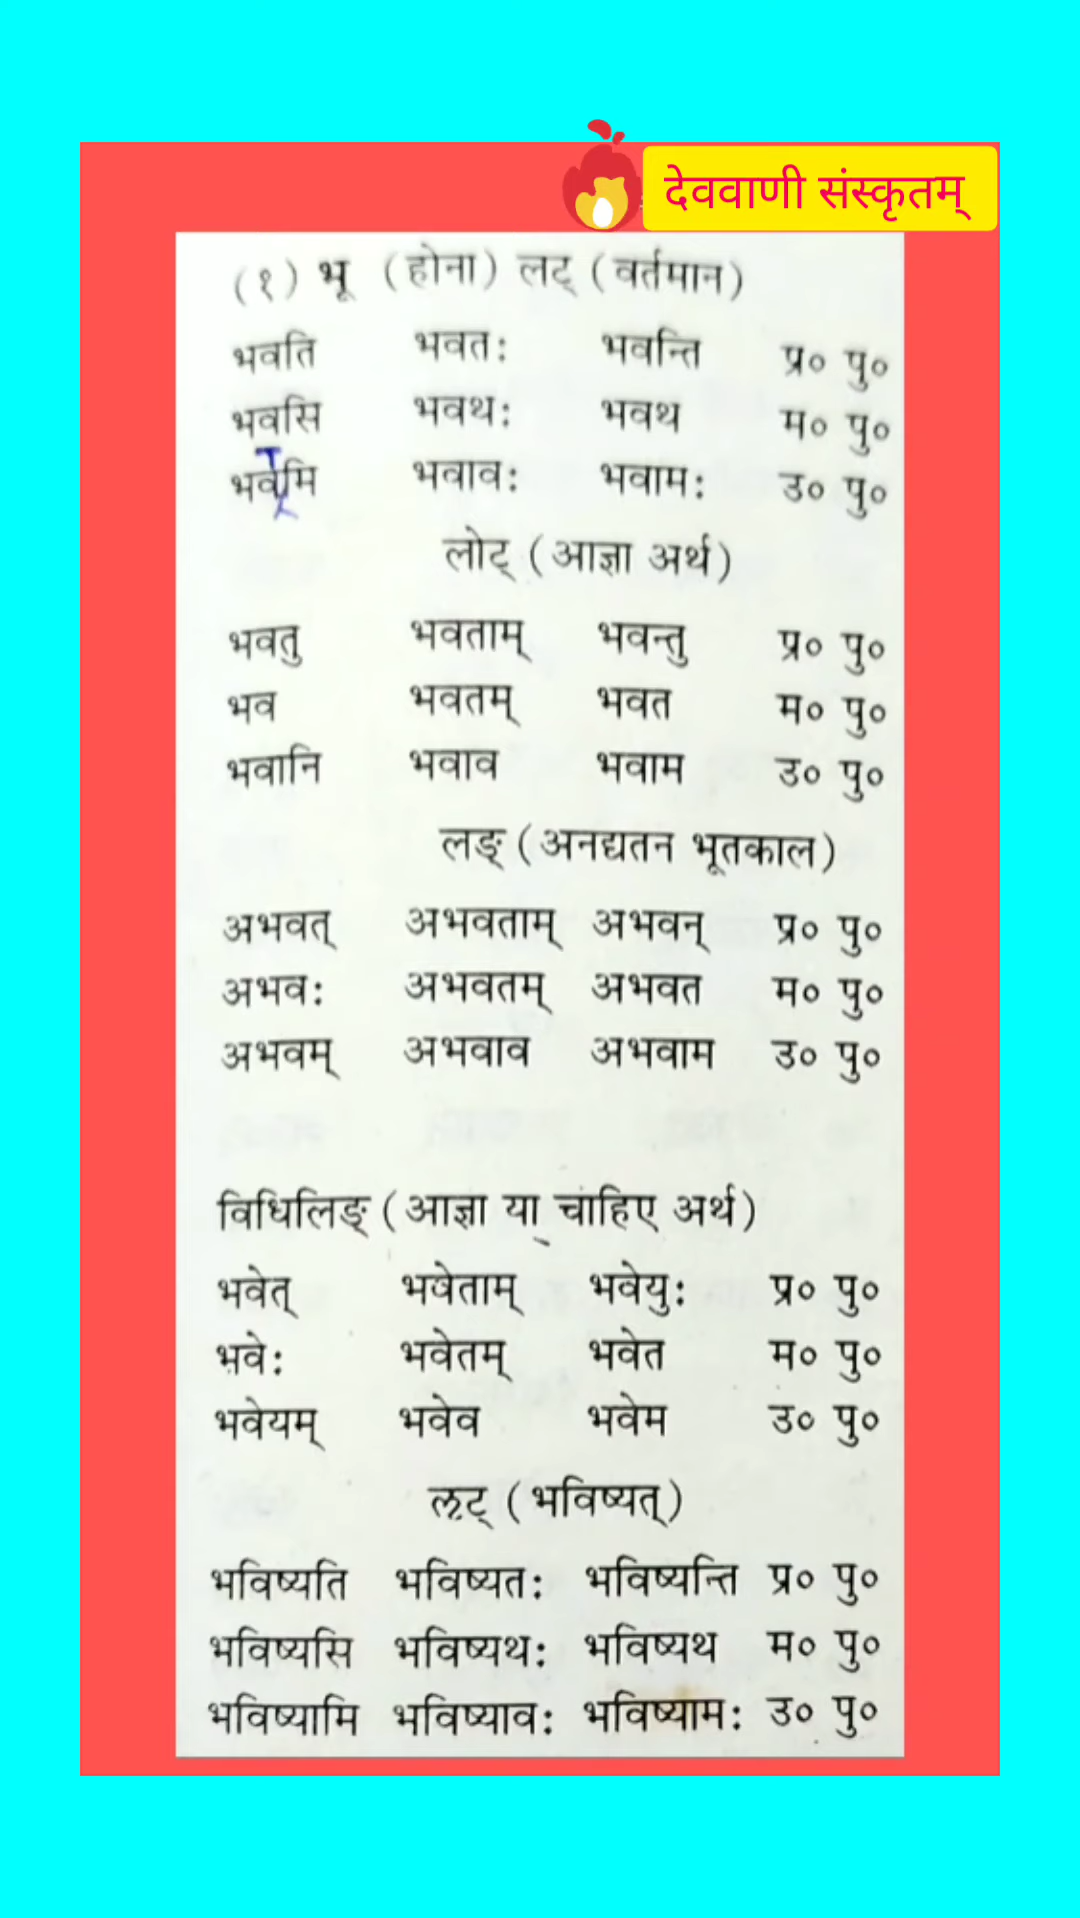 देववाणी संस्कृतम्
(१) भू (होना) लट् (वर्तमान)
भवति भवतः भवन्ति प्र० पु०
भवसि भवथः भवथ म० पु०
भवामि भवावः भवामः उ० पु०
लोट् (आज्ञा अर्थ)
भवतु भवताम् भवन्तु प्र० पु०
भव भवतम् भवत म० पु०
भवानि भवाव भवाम उ० पु०
लङ् (अनद्यतन भूतकाल)
अभवत् अभवताम् अभवन् प्र० पु०
अभवः अभवतम् अभवत म० पु०
अभवम् अभवाव अभवाम उ० पु०
विधिलिङ् (आज्ञा या चाहिए अर्थ)
भवेत् भवेताम् भवेयुः प्र० पु०
भवेः भवेतम् भवेत म० पु०
भवेयम् भवेव भवेम उ० पु०
लृट् (भविष्यत्)
भविष्यति भविष्यतः भविष्यन्ति प्र० पु०
भविष्यसि भविष्यथः भविष्यथ म० पु०
भविष्यामि भविष्यावः भविष्यामः उ० पु०